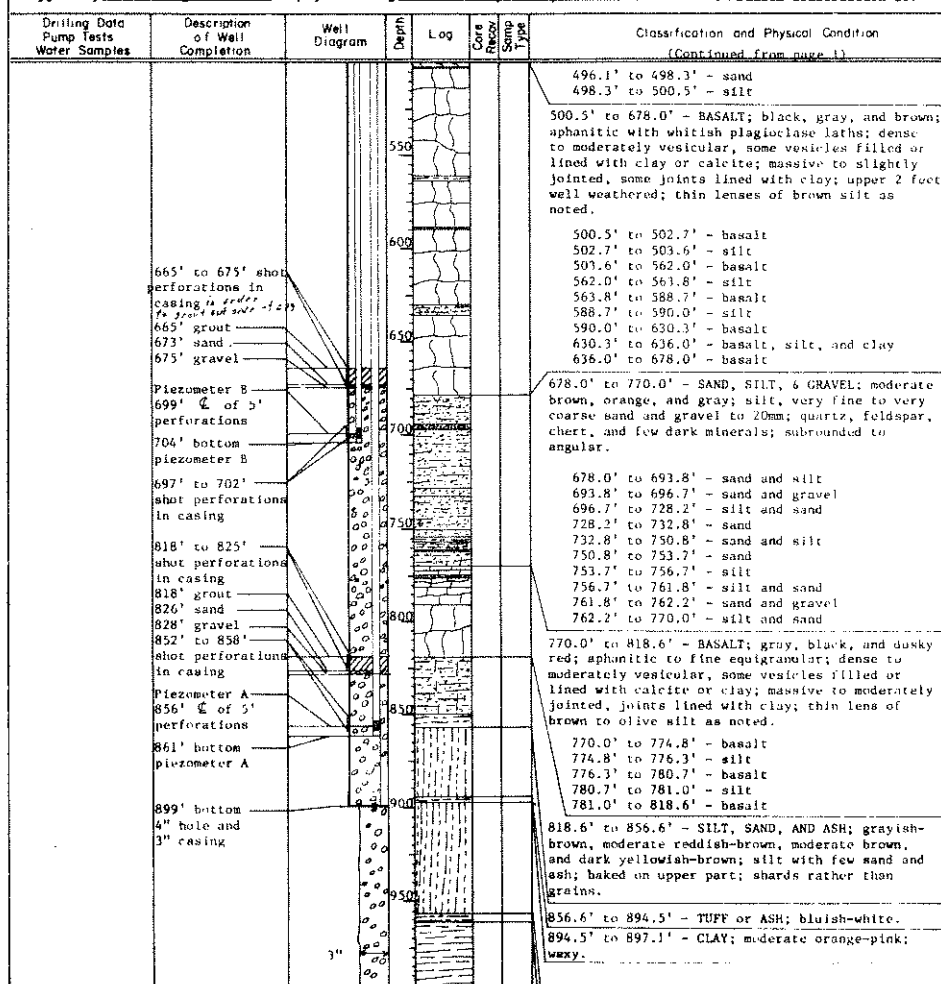 Drilling Data
Pump Tests
Water Samples
Description
of Well
Completion
Well
Diagram
Depth
Log
Core
Recov
Samp
Type
Classification and Physical Condition
(Continued from page 1)
665' to 675' shot
perforations in
casing in order
to grout out side of csg
665' grout
673' sand
675' gravel
Piezometer B
699' ℄ of 5'
perforations
704' bottom
piezometer B
697' to 702'
shot perforations
in casing
818' to 825'
shot perforations
in casing
818' grout
826' sand
828' gravel
852' to 858'
shot perforations
in casing
Piezometer A
856' ℄ of 5'
perforations
861' bottom
piezometer A
899' bottom
4" hole and
3" casing
3"
550
600
650
700
750
800
850
900
950
496.1' to 498.3' - sand
498.3' to 500.5' - silt
500.5' to 678.0' - BASALT; black, gray, and brown;
aphanitic with whitish plagioclase laths; dense
to moderately vesicular, some vesicles filled or
lined with clay or calcite; massive to slightly
jointed, some joints lined with clay; upper 2 feet
well weathered; thin lenses of brown silt as
noted.
500.5' to 502.7' - basalt
502.7' to 503.6' - silt
503.6' to 562.0' - basalt
562.0' to 563.8' - silt
563.8' to 588.7' - basalt
588.7' to 590.0' - silt
590.0' to 630.3' - basalt
630.3' to 636.0' - basalt, silt, and clay
636.0' to 678.0' - basalt
678.0' to 770.0' - SAND, SILT, & GRAVEL; moderate
brown, orange, and gray; silt, very fine to very
coarse sand and gravel to 20mm; quartz, feldspar,
chert, and few dark minerals; subrounded to
angular.
678.0' to 693.8' - sand and silt
693.8' to 696.7' - sand and gravel
696.7' to 728.2' - silt and sand
728.2' to 732.8' - sand
732.8' to 750.8' - sand and silt
750.8' to 753.7' - sand
753.7' to 756.7' - silt
756.7' to 761.8' - silt and sand
761.8' to 762.2' - sand and gravel
762.2' to 770.0' - silt and sand
770.0' to 818.6' - BASALT; gray, black, and dusky
red; aphanitic to fine equigranular; dense to
moderately vesicular, some vesicles filled or
lined with calcite or clay; massive to moderately
jointed, joints lined with clay; thin lens of
brown to olive silt as noted.
770.0' to 774.8' - basalt
774.8' to 776.3' - silt
776.3' to 780.7' - basalt
780.7' to 781.0' - silt
781.0' to 818.6' - basalt
818.6' to 856.6' - SILT, SAND, AND ASH; grayish-
brown, moderate reddish-brown, moderate brown,
and dark yellowish-brown; silt with few sand and
ash; baked on upper part; shards rather than
grains.
856.6' to 894.5' - TUFF or ASH; bluish-white.
894.5' to 897.1' - CLAY; moderate orange-pink;
waxy.